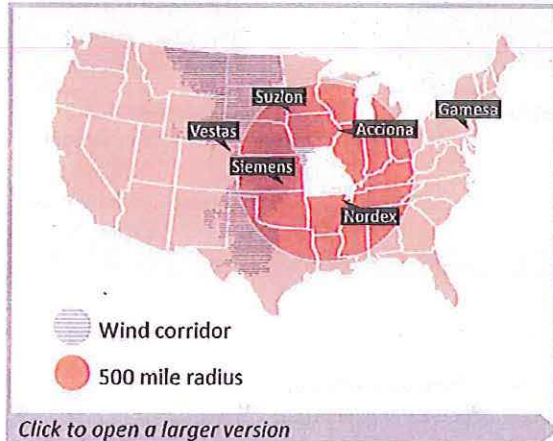 Suzlon
Gamesa
Vestas
Acciona
Siemens
Nordex
Wind corridor
500 mile radius
Click to open a larger version